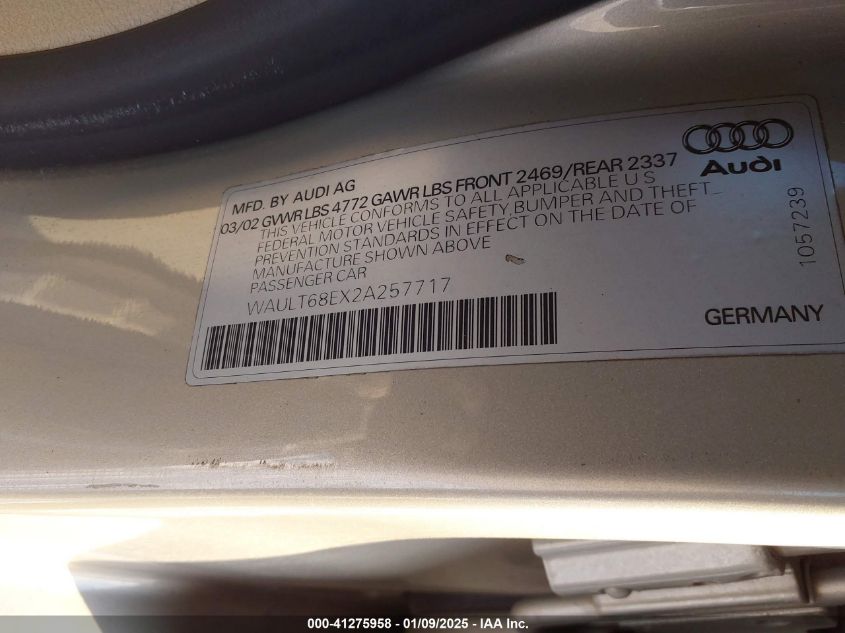 MFD. BY AUDI AG
03/02 GVWR LBS 4772 GAWR LBS FRONT 2469/REAR 2337
THIS VEHICLE CONFORMS TO ALL APPLICABLE U S
FEDERAL MOTOR VEHICLE SAFETY BUMPER AND THEFT
PREVENTION STANDARDS IN EFFECT ON THE DATE OF
MANUFACTURE SHOWN ABOVE
PASSENGER CAR
WAULT68EX2A257717
Audi
1057239
GERMANY
000-41275958 - 01/09/2025 - IAA Inc.